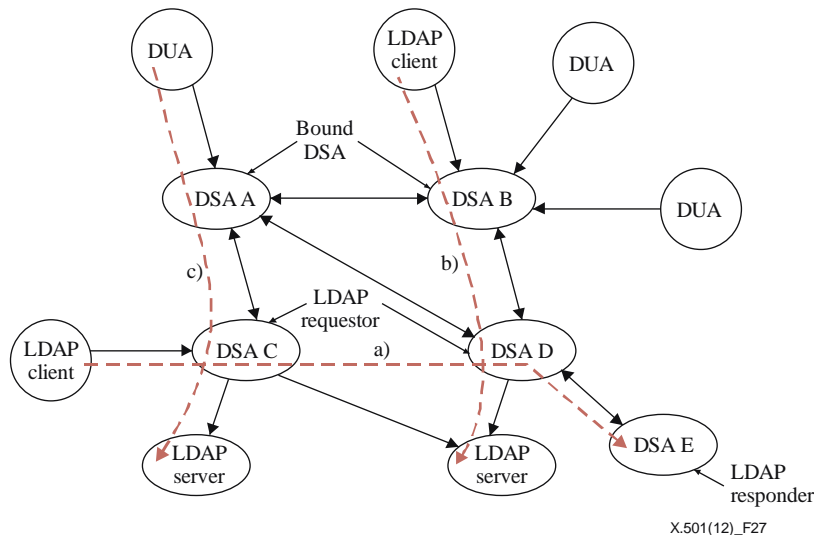 DUA
LDAP
client
DUA
Bound
DSA
DSA A
DSA B
DUA
c)
b)
LDAP
requestor
LDAP
client
DSA C
a)
DSA D
LDAP
server
LDAP
server
DSA E
LDAP
responder
X.501(12)_F27